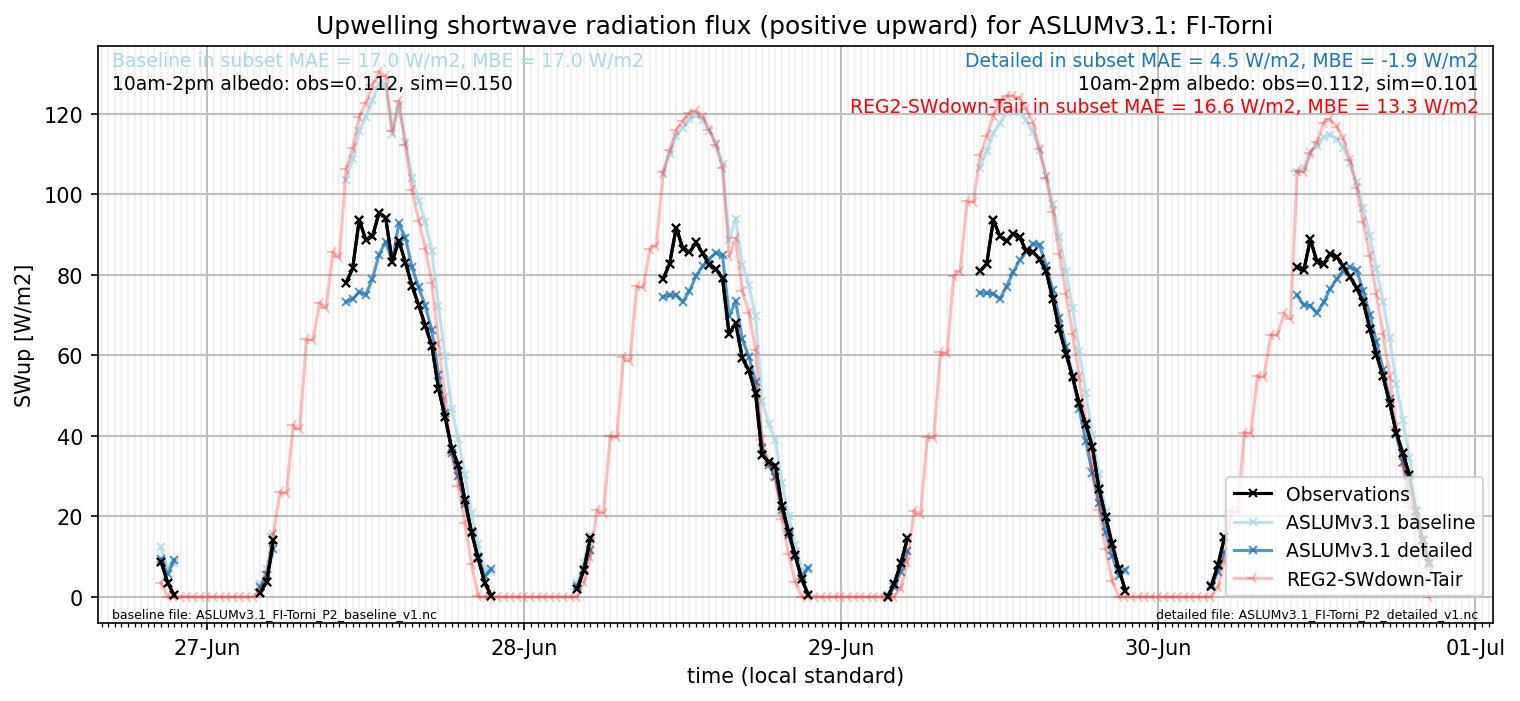 Upwelling shortwave radiation flux (positive upward) for ASLUMv3.1: FI-Torni
Baseline in subset MAE = 17.0 W/m2, MBE = 17.0 W/m2
10am-2pm albedo: obs=0.112, sim=0.150
Detailed in subset MAE = 4.5 W/m2, MBE = -1.9 W/m2
10am-2pm albedo: obs=0.112, sim=0.101
REG2-SWdown-Tair in subset MAE = 16.6 W/m2, MBE = 13.3 W/m2
SWup [W/m2]
120
100
80
60
40
20
0
Observations
ASLUMv3.1 baseline
ASLUMv3.1 detailed
REG2-SWdown-Tair
baseline file: ASLUMv3.1_FI-Torni_P2_baseline_v1.nc
detailed file: ASLUMv3.1_FI-Torni_P2_detailed_v1.nc
27-Jun
28-Jun
29-Jun
30-Jun
01-Jul
time (local standard)